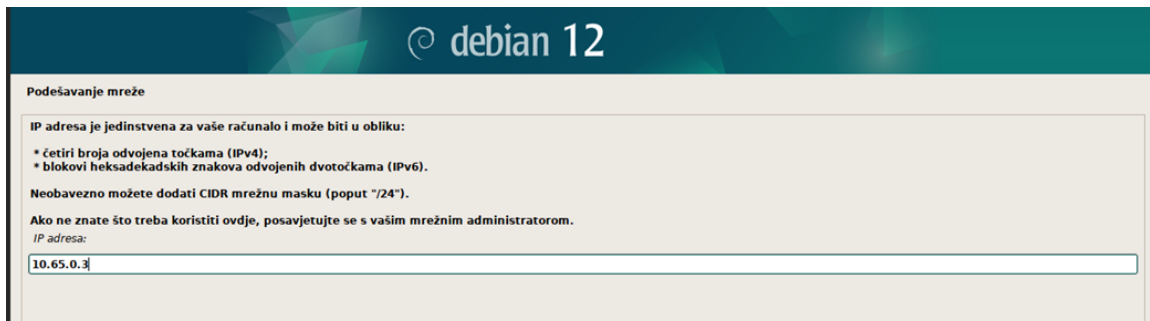 debian 12
Podešavanje mreže
IP adresa je jedinstvena za vaše računalo i može biti u obliku:
* četiri broja odvojena točkama (IPv4);
* blokovi heksadekadskih znakova odvojenih dvotočkama (IPv6).
Neobavezno možete dodati CIDR mrežnu masku (poput "/24").
Ako ne znate što treba koristiti ovdje, posavjetujte se s vašim mrežnim administratorom.
IP adresa:
10.65.0.3